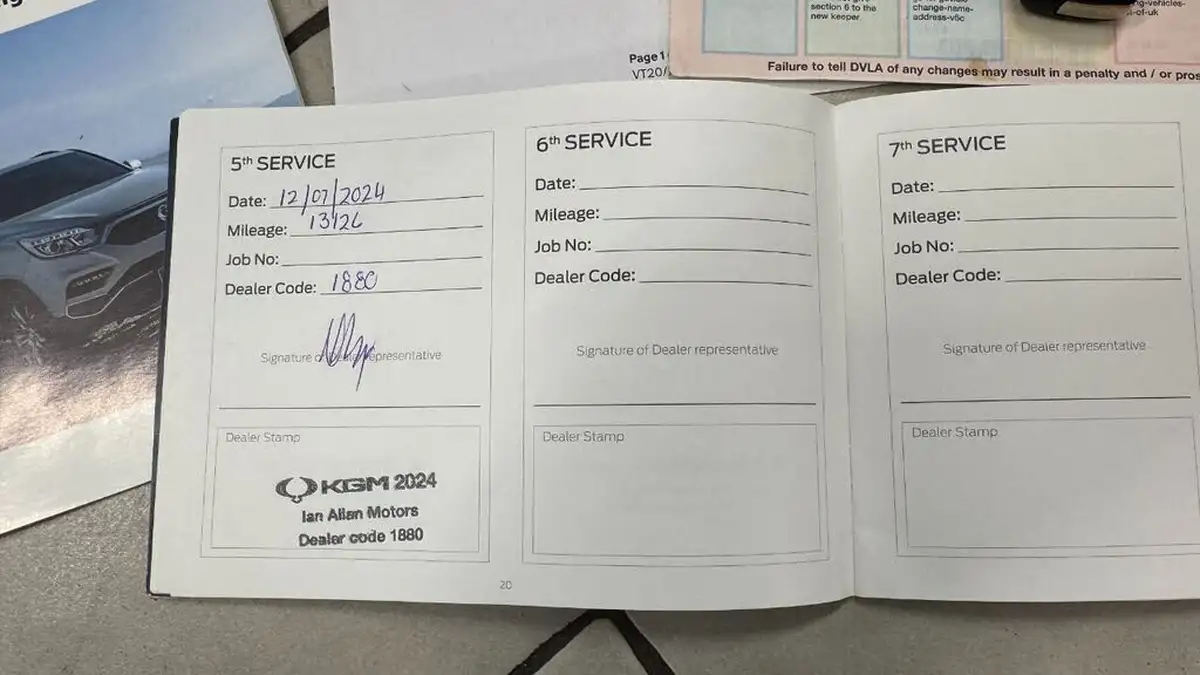 section 6 to the
new keeper
change-name-
address-v5c
Page 1
VT20/
Failure to tell DVLA of any changes may result in a penalty and / or pros
5th SERVICE
Date: 12/07/2024
Mileage: 13126
Job No:
Dealer Code: 1880
Signature of Dealer representative
Dealer Stamp
KGM 2024
Ian Allan Motors
Dealer code 1880
20
6th SERVICE
Date:
Mileage:
Job No:
Dealer Code:
Signature of Dealer representative
Dealer Stamp
7th SERVICE
Date:
Mileage:
Job No:
Dealer Code:
Signature of Dealer representative
Dealer Stamp